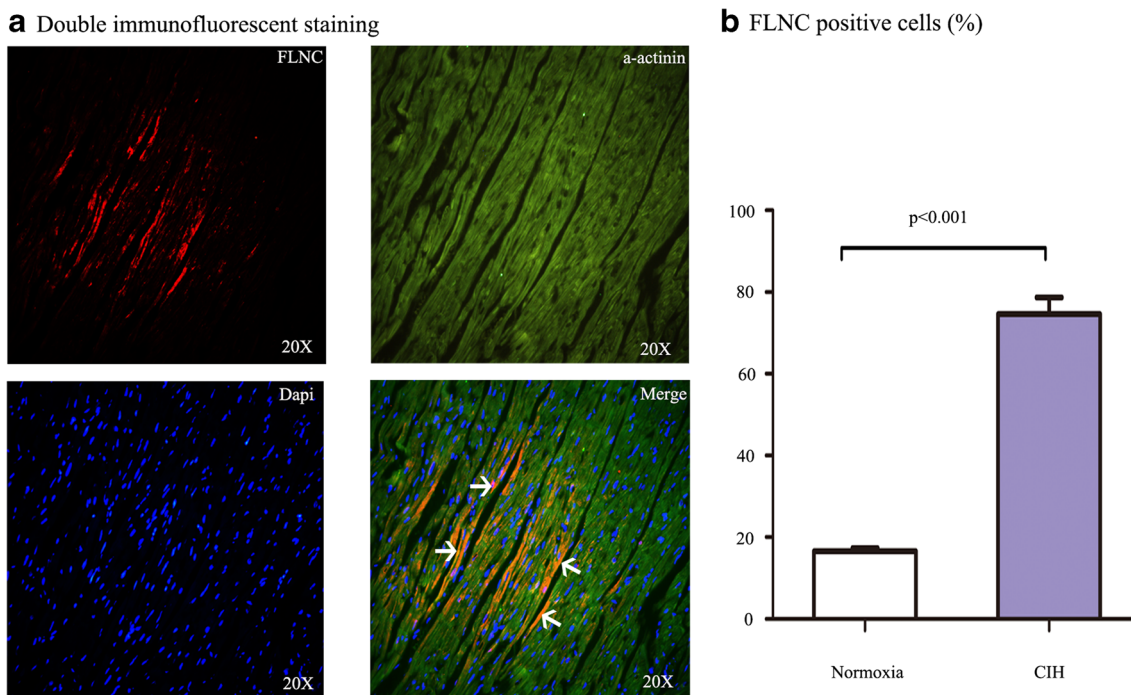 a Double immunofluorescent staining
FLNC
20X
a-actinin
20X
Dapi
20X
Merge
20X
b FLNC positive cells (%)
100
80
60
40
20
0
p<0.001
Normoxia
CIH